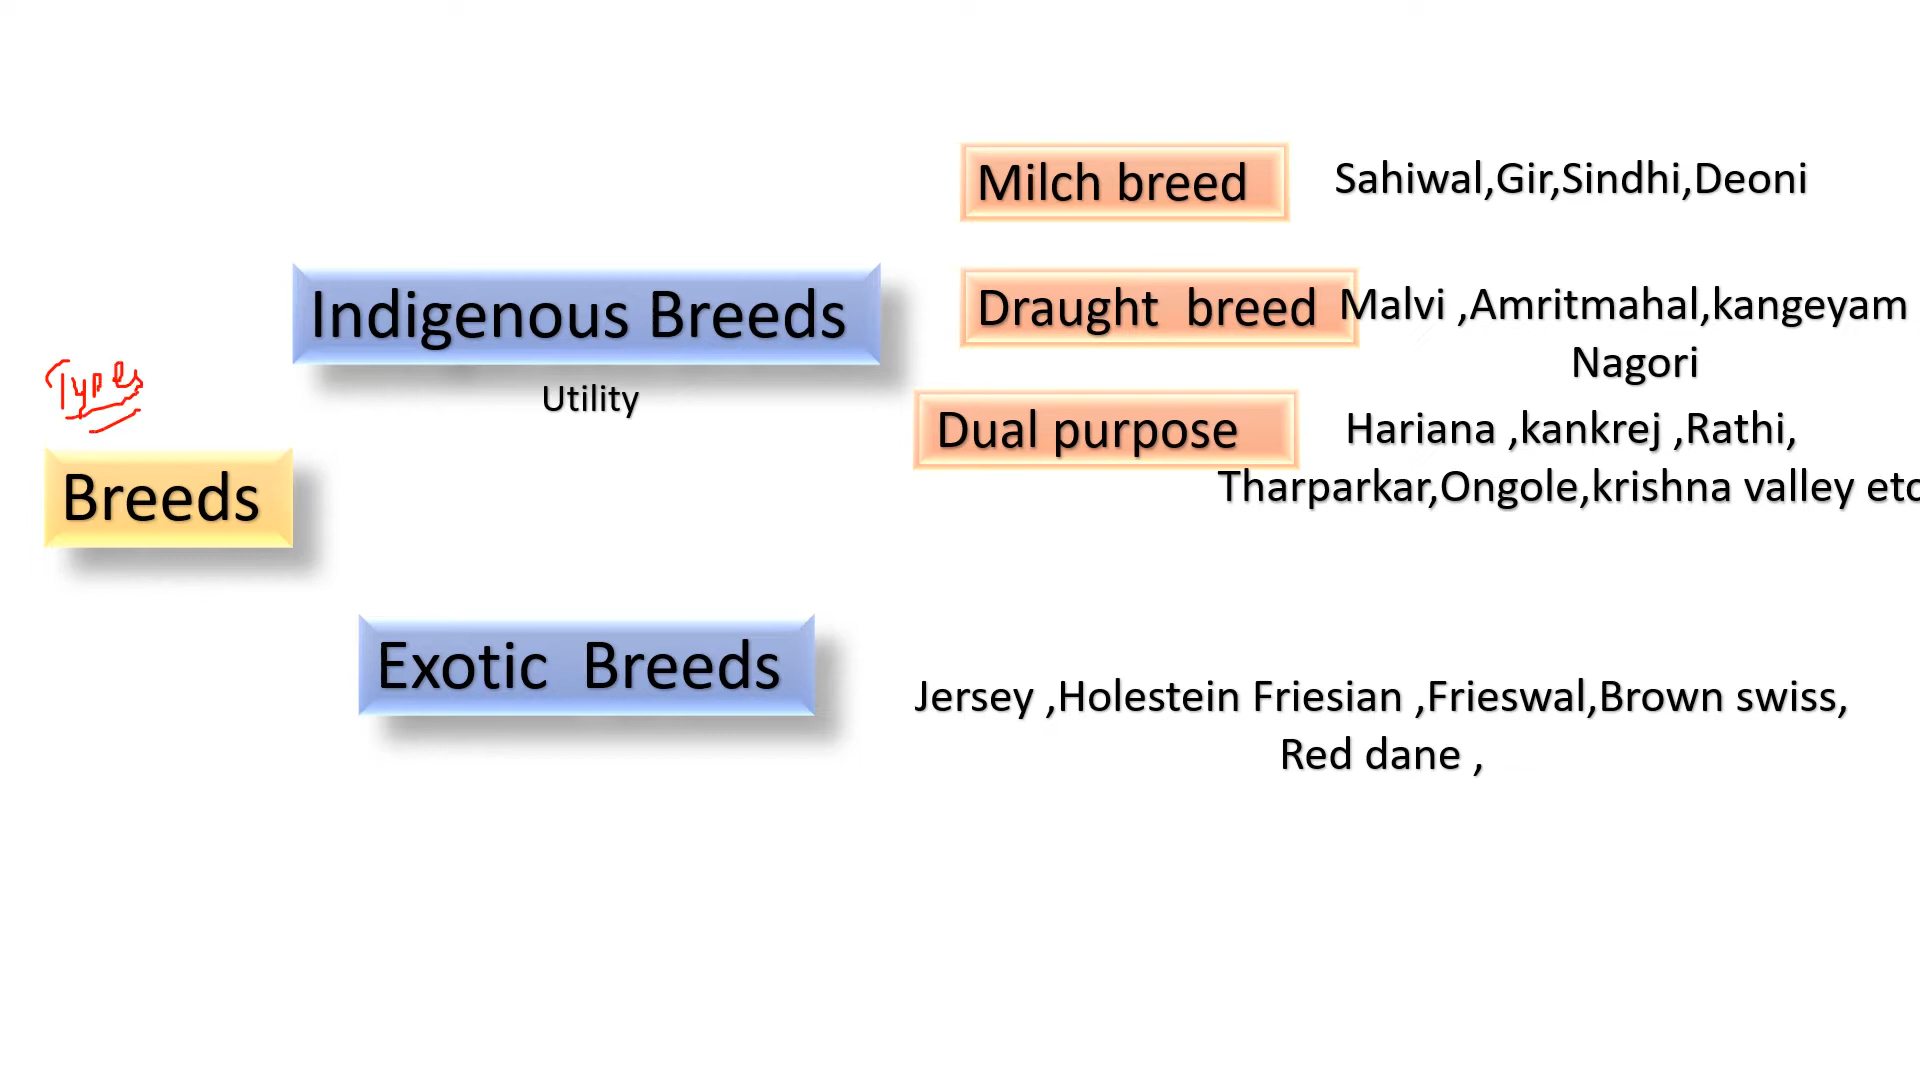 Milch breed Sahiwal,Gir,Sindhi,Deoni
Indigenous Breeds
Draught breed Malvi ,Amritmahal,kangeyam
Nagori
Types
Utility
Dual purpose Hariana ,kankrej ,Rathi,
Tharparkar,Ongole,krishna valley etc
Breeds
Exotic Breeds
Jersey ,Holestein Friesian ,Frieswal,Brown swiss,
Red dane ,